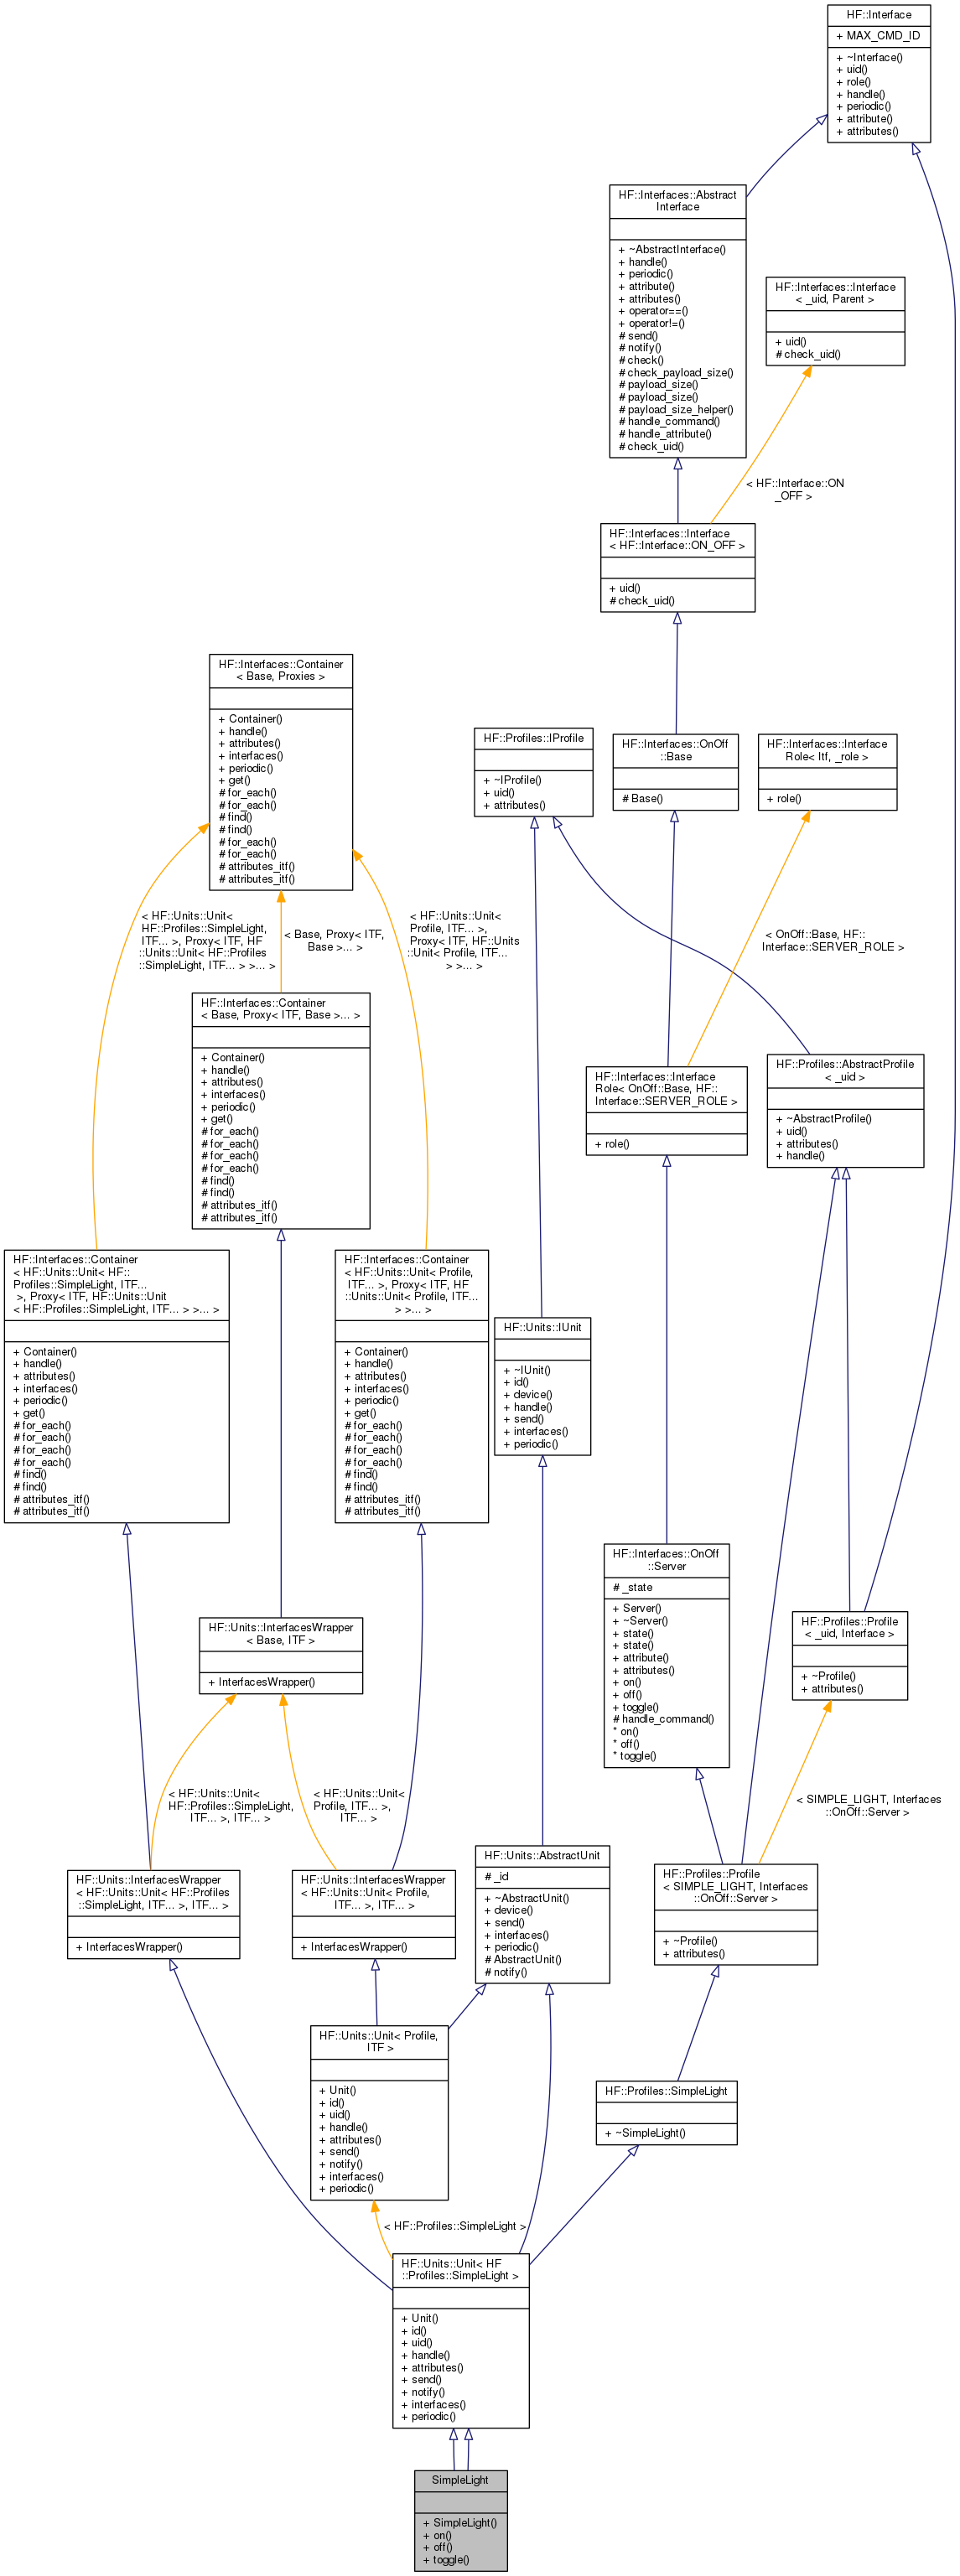 HF::Interface
+ MAX_CMD_ID
+ ~Interface()
+ uid()
+ role()
+ handle()
+ periodic()
+ attribute()
+ attributes()
HF::Interfaces::Abstract
Interface
+ ~AbstractInterface()
+ handle()
+ periodic()
+ attribute()
+ attributes()
+ operator==()
+ operator!=()
# send()
# notify()
# check()
# check_payload_size()
# payload_size()
# payload_size()
# payload_size_helper()
# handle_command()
# handle_attribute()
# check_uid()
HF::Interfaces::Interface
< _uid, Parent >
+ uid()
# check_uid()
< HF::Interface::ON
_OFF >
HF::Interfaces::Interface
< HF::Interface::ON_OFF >
+ uid()
# check_uid()
HF::Interfaces::Container
< Base, Proxies >
+ Container()
+ handle()
+ attributes()
+ interfaces()
+ periodic()
+ get()
# for_each()
# for_each()
# find()
# find()
# for_each()
# for_each()
# attributes_itf()
# attributes_itf()
HF::Profiles::IProfile
+ ~IProfile()
+ uid()
+ attributes()
HF::Interfaces::OnOff
::Base
# Base()
HF::Interfaces::Interface
Role< Itf, _role >
+ role()
< HF::Units::Unit<
HF::Profiles::SimpleLight,
ITF... >, Proxy< ITF, HF
::Units::Unit< HF::Profiles
::SimpleLight, ITF... > >... >
< Base, Proxy< ITF,
Base >... >
< HF::Units::Unit<
Profile, ITF... >,
Proxy< ITF, HF::Units
::Unit< Profile, ITF...
> >... >
< OnOff::Base, HF::
Interface::SERVER_ROLE >
HF::Interfaces::Container
< Base, Proxy< ITF, Base >... >
+ Container()
+ handle()
+ attributes()
+ interfaces()
+ periodic()
+ get()
# for_each()
# for_each()
# for_each()
# for_each()
# find()
# find()
# attributes_itf()
# attributes_itf()
HF::Interfaces::Interface
Role< OnOff::Base, HF::
Interface::SERVER_ROLE >
+ role()
HF::Profiles::AbstractProfile
< _uid >
+ ~AbstractProfile()
+ uid()
+ attributes()
+ handle()
HF::Interfaces::Container
< HF::Units::Unit< HF::
Profiles::SimpleLight, ITF...
>, Proxy< ITF, HF::Units::Unit
< HF::Profiles::SimpleLight, ITF... > >... >
+ Container()
+ handle()
+ attributes()
+ interfaces()
+ periodic()
+ get()
# for_each()
# for_each()
# for_each()
# for_each()
# find()
# find()
# attributes_itf()
# attributes_itf()
HF::Interfaces::Container
< HF::Units::Unit< Profile,
ITF... >, Proxy< ITF, HF
::Units::Unit< Profile, ITF...
> >... >
+ Container()
+ handle()
+ attributes()
+ interfaces()
+ periodic()
+ get()
# for_each()
# for_each()
# for_each()
# for_each()
# find()
# find()
# attributes_itf()
# attributes_itf()
HF::Units::IUnit
+ ~IUnit()
+ id()
+ device()
+ handle()
+ send()
+ interfaces()
+ periodic()
HF::Interfaces::OnOff
::Server
# _state
+ Server()
+ ~Server()
+ state()
+ state()
+ attribute()
+ attributes()
+ on()
+ off()
+ toggle()
# handle_command()
* on()
* off()
* toggle()
HF::Units::InterfacesWrapper
< Base, ITF >
+ InterfacesWrapper()
HF::Profiles::Profile
< _uid, Interface >
+ ~Profile()
+ attributes()
< HF::Units::Unit<
HF::Profiles::SimpleLight,
ITF... >, ITF... >
< HF::Units::Unit<
Profile, ITF... >,
ITF... >
< SIMPLE_LIGHT, Interfaces
::OnOff::Server >
HF::Units::InterfacesWrapper
< HF::Units::Unit< HF::Profiles
::SimpleLight, ITF... >, ITF... >
+ InterfacesWrapper()
HF::Units::InterfacesWrapper
< HF::Units::Unit< Profile,
ITF... >, ITF... >
+ InterfacesWrapper()
HF::Units::AbstractUnit
# _id
+ ~AbstractUnit()
+ device()
+ send()
+ interfaces()
+ periodic()
# AbstractUnit()
# notify()
HF::Profiles::Profile
< SIMPLE_LIGHT, Interfaces
::OnOff::Server >
+ ~Profile()
+ attributes()
HF::Units::Unit< Profile,
ITF >
+ Unit()
+ id()
+ uid()
+ handle()
+ attributes()
+ send()
+ notify()
+ interfaces()
+ periodic()
HF::Profiles::SimpleLight
+ ~SimpleLight()
< HF::Profiles::SimpleLight >
HF::Units::Unit< HF
::Profiles::SimpleLight >
+ Unit()
+ id()
+ uid()
+ handle()
+ attributes()
+ send()
+ notify()
+ interfaces()
+ periodic()
SimpleLight
+ SimpleLight()
+ on()
+ off()
+ toggle()